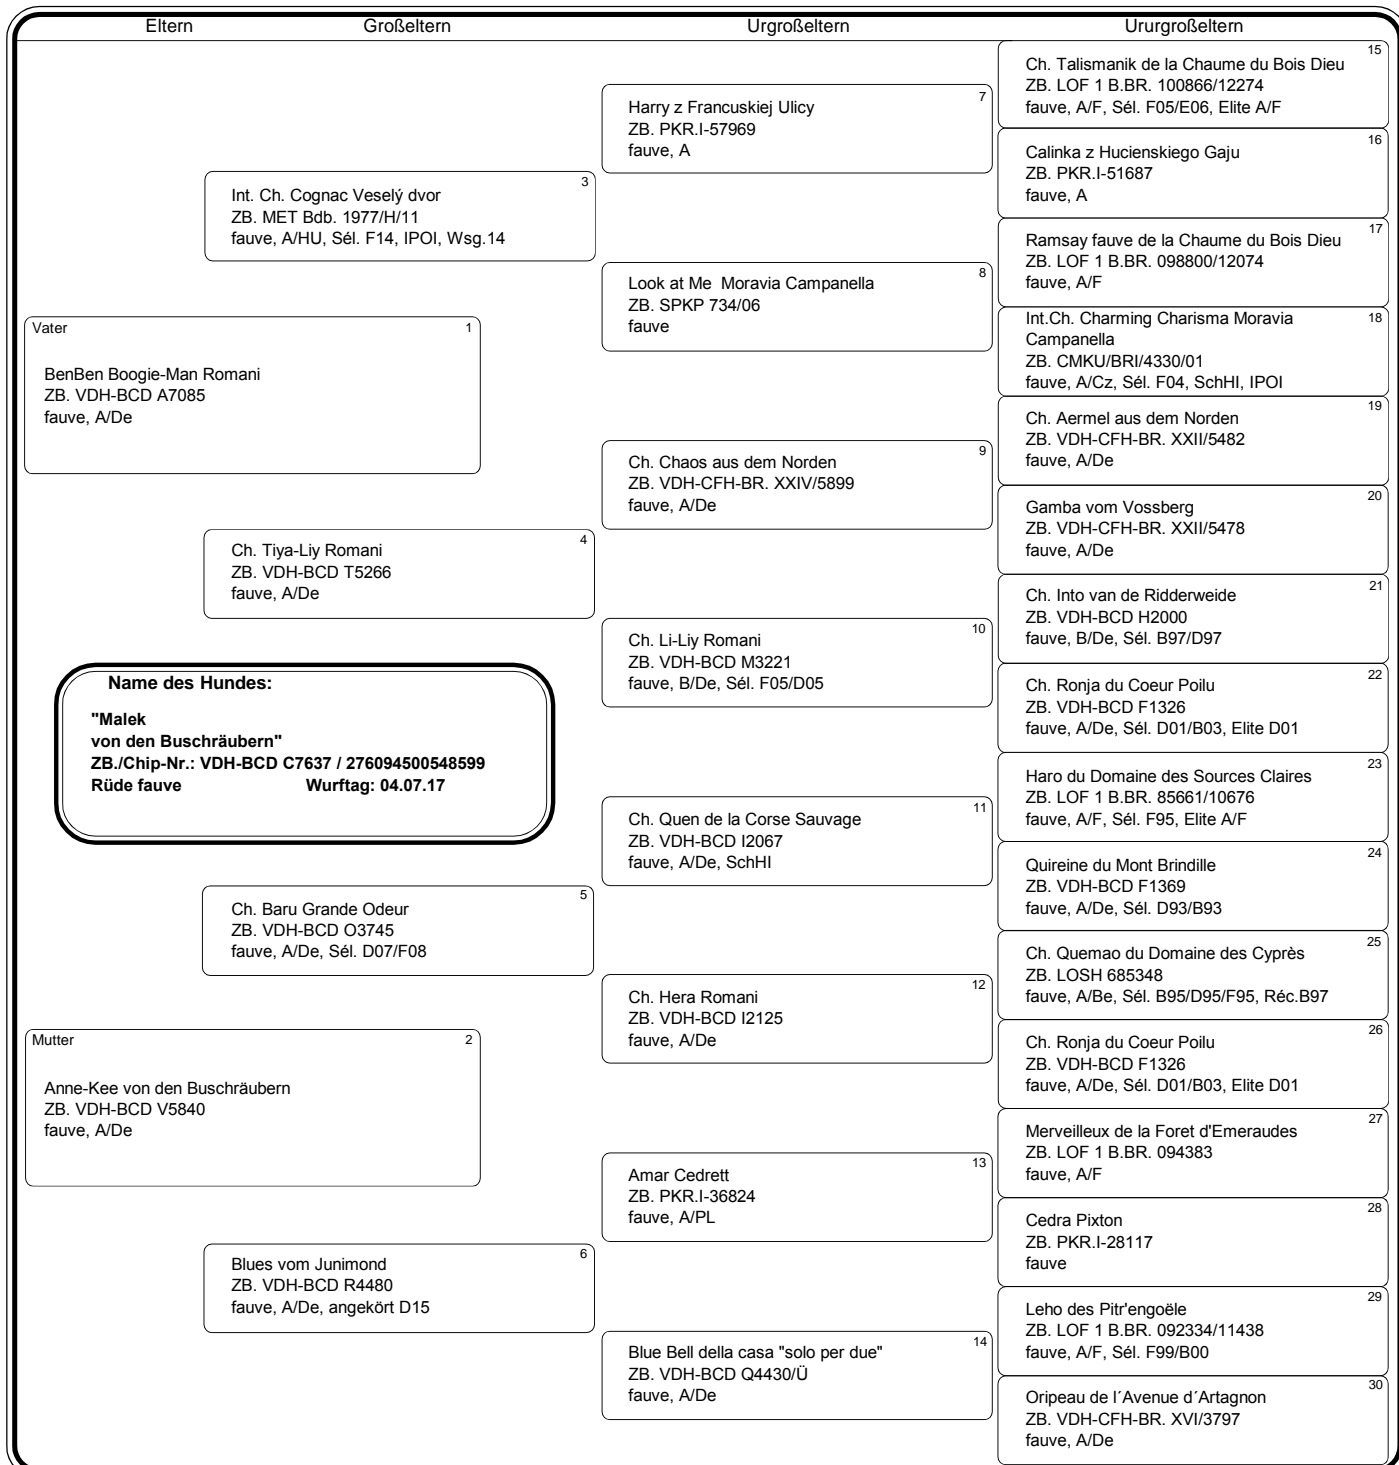 Eltern Großeltern Urgroßeltern Ururgroßeltern
Vater 1
BenBen Boogie-Man Romani
ZB. VDH-BCD A7085
fauve, A/De
Name des Hundes:
"Malek
von den Buschräubern"
ZB./Chip-Nr.: VDH-BCD C7637 / 276094500548599
Rüde fauve Wurftag: 04.07.17
Mutter 2
Anne-Kee von den Buschräubern
ZB. VDH-BCD V5840
fauve, A/De
3
Int. Ch. Cognac Veselý dvor
ZB. MET Bdb. 1977/H/11
fauve, A/HU, Sél. F14, IPOI, Wsg.14
4
Ch. Tiya-Liy Romani
ZB. VDH-BCD T5266
fauve, A/De
5
Ch. Baru Grande Odeur
ZB. VDH-BCD O3745
fauve, A/De, Sél. D07/F08
6
Blues vom Junimond
ZB. VDH-BCD R4480
fauve, A/De, angekört D15
7
Harry z Francuskiej Ulicy
ZB. PKR.I-57969
fauve, A
8
Look at Me Moravia Campanella
ZB. SPKP 734/06
fauve
9
Ch. Chaos aus dem Norden
ZB. VDH-CFH-BR. XXIV/5899
fauve, A/De
10
Ch. Li-Liy Romani
ZB. VDH-BCD M3221
fauve, B/De, Sél. F05/D05
11
Ch. Quen de la Corse Sauvage
ZB. VDH-BCD I2067
fauve, A/De, SchHI
12
Ch. Hera Romani
ZB. VDH-BCD I2125
fauve, A/De
13
Amar Cedrett
ZB. PKR.I-36824
fauve, A/PL
14
Blue Bell della casa "solo per due"
ZB. VDH-BCD Q4430/Ü
fauve, A/De
15
Ch. Talismanik de la Chaume du Bois Dieu
ZB. LOF 1 B.BR. 100866/12274
fauve, A/F, Sél. F05/E06, Elite A/F
16
Calinka z Hucienskiego Gaju
ZB. PKR.I-51687
fauve, A
17
Ramsay fauve de la Chaume du Bois Dieu
ZB. LOF 1 B.BR. 098800/12074
fauve, A/F
18
Int.Ch. Charming Charisma Moravia
Campanella
ZB. CMKU/BRI/4330/01
fauve, A/Cz, Sél. F04, SchHI, IPOI
19
Ch. Aermel aus dem Norden
ZB. VDH-CFH-BR. XXII/5482
fauve, A/De
20
Gamba vom Vossberg
ZB. VDH-CFH-BR. XXII/5478
fauve, A/De
21
Ch. Into van de Ridderweide
ZB. VDH-BCD H2000
fauve, B/De, Sél. B97/D97
22
Ch. Ronja du Coeur Poilu
ZB. VDH-BCD F1326
fauve, A/De, Sél. D01/B03, Elite D01
23
Haro du Domaine des Sources Claires
ZB. LOF 1 B.BR. 85661/10676
fauve, A/F, Sél. F95, Elite A/F
24
Quireine du Mont Brindille
ZB. VDH-BCD F1369
fauve, A/De, Sél. D93/B93
25
Ch. Quemao du Domaine des Cyprès
ZB. LOSH 685348
fauve, A/Be, Sél. B95/D95/F95, Réc.B97
26
Ch. Ronja du Coeur Poilu
ZB. VDH-BCD F1326
fauve, A/De, Sél. D01/B03, Elite D01
27
Merveilleux de la Foret d'Emeraudes
ZB. LOF 1 B.BR. 094383
fauve, A/F
28
Cedra Pixton
ZB. PKR.I-28117
fauve
29
Leho des Pitr'engoële
ZB. LOF 1 B.BR. 092334/11438
fauve, A/F, Sél. F99/B00
30
Oripeau de l´Avenue d´Artagnon
ZB. VDH-CFH-BR. XVI/3797
fauve, A/De